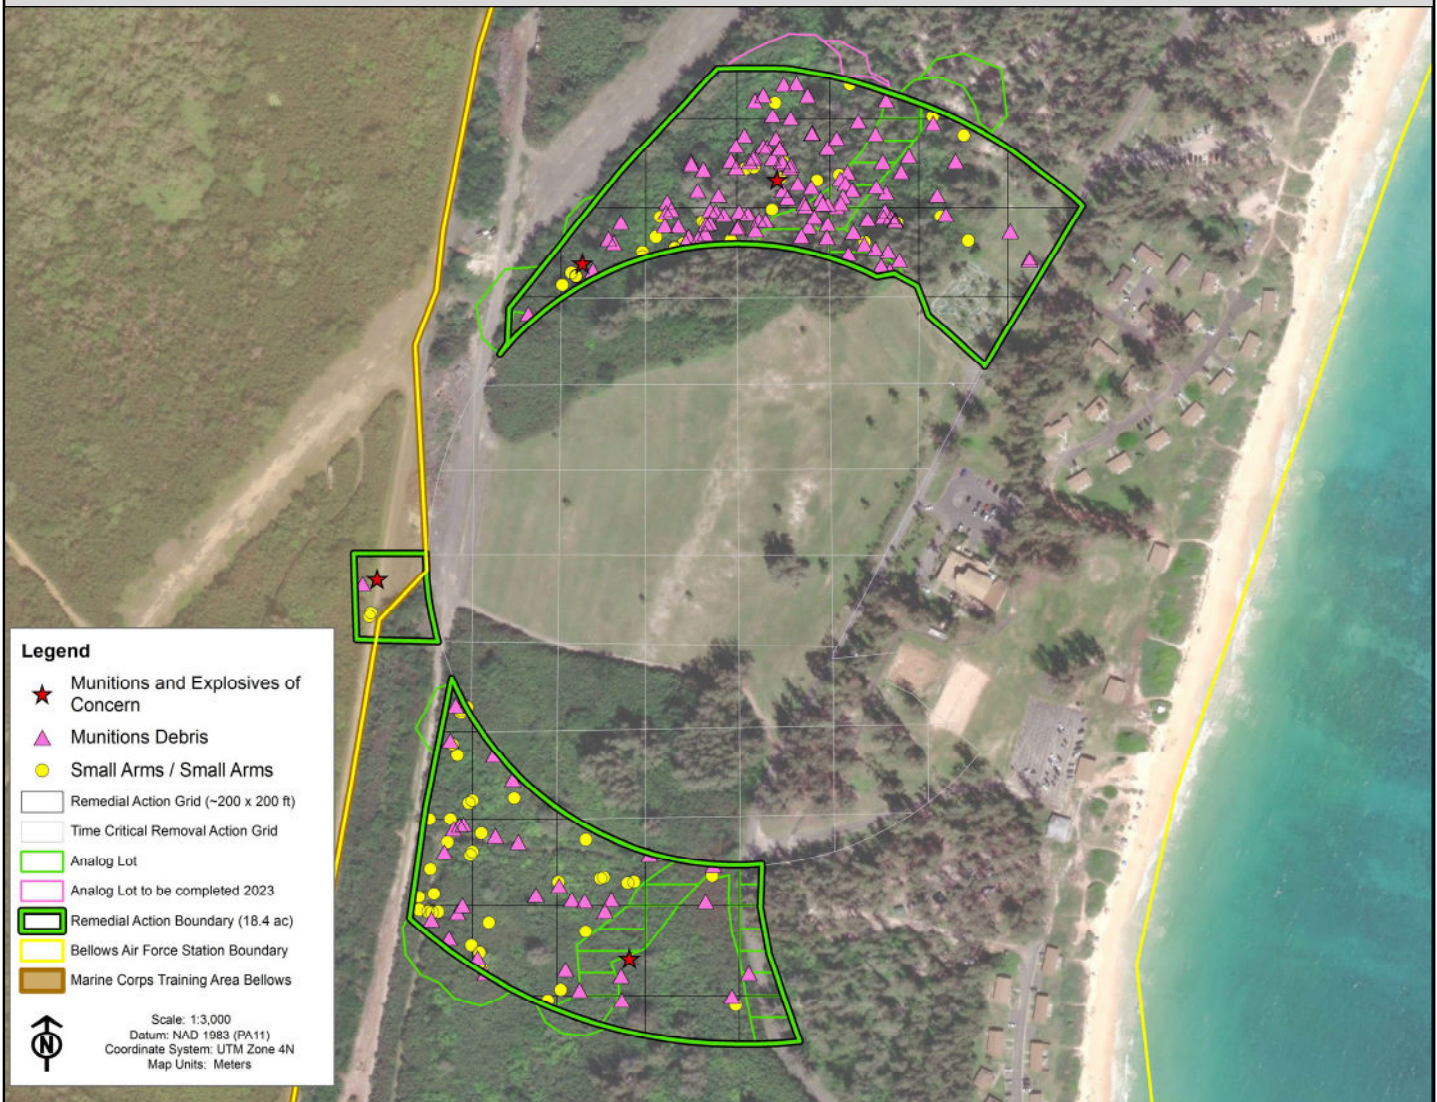 Legend
Munitions and Explosives of
Concern
Munitions Debris
Small Arms / Small Arms
Remedial Action Grid (~200 x 200 ft)
Time Critical Removal Action Grid
Analog Lot
Analog Lot to be completed 2023
Remedial Action Boundary (18.4 ac)
Bellows Air Force Station Boundary
Marine Corps Training Area Bellows
N
Scale: 1:3,000
Datum: NAD 1983 (PA11)
Coordinate System: UTM Zone 4N
Map Units: Meters